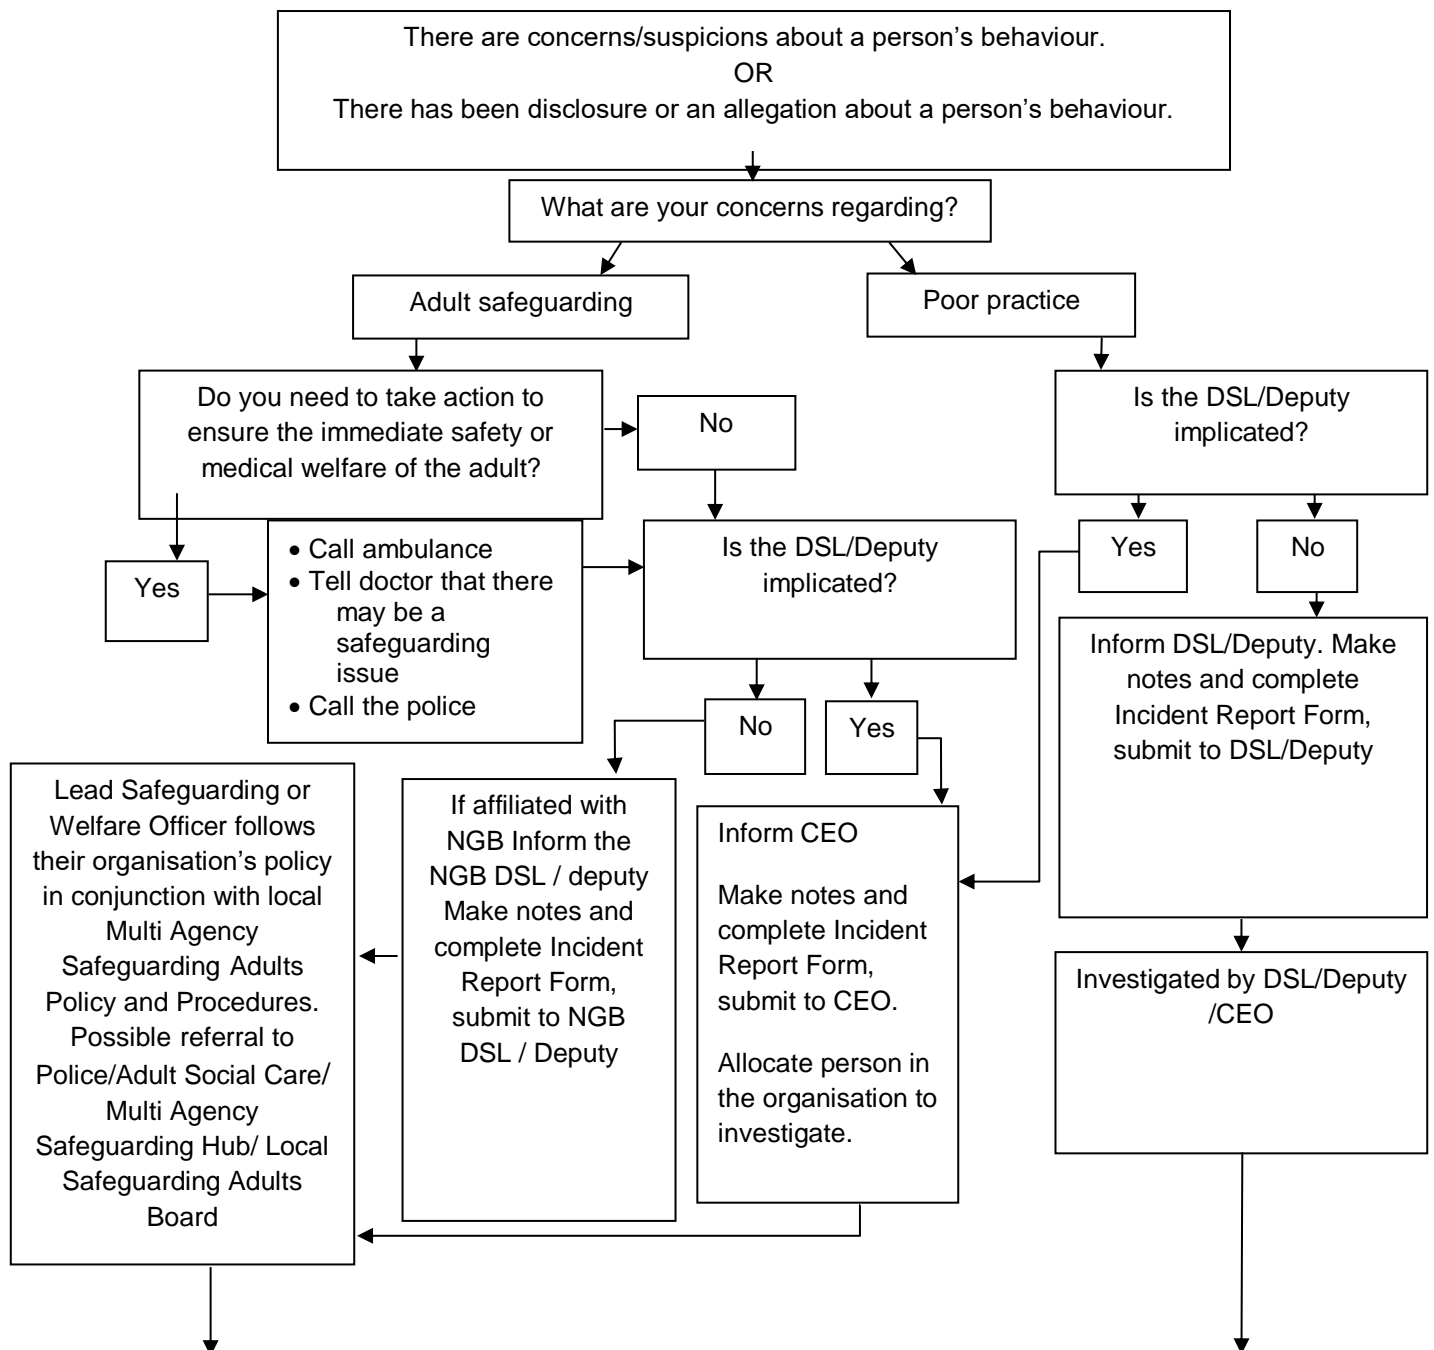 There are concerns/suspicions about a person’s behaviour.
OR
There has been disclosure or an allegation about a person’s behaviour.
What are your concerns regarding?
Adult safeguarding
Poor practice
Do you need to take action to
ensure the immediate safety or
medical welfare of the adult?
No
Is the DSL/Deputy
implicated?
Yes
• Call ambulance
• Tell doctor that there
may be a
safeguarding
issue
• Call the police
Is the DSL/Deputy
implicated?
Yes
No
No
Yes
Inform DSL/Deputy. Make
notes and complete
Incident Report Form,
submit to DSL/Deputy
Lead Safeguarding or
Welfare Officer follows
their organisation’s policy
in conjunction with local
Multi Agency
Safeguarding Adults
Policy and Procedures.
Possible referral to
Police/Adult Social Care/
Multi Agency
Safeguarding Hub/ Local
Safeguarding Adults
Board
If affiliated with
NGB Inform the
NGB DSL / deputy
Make notes and
complete Incident
Report Form,
submit to NGB
DSL / Deputy
Inform CEO
Make notes and
complete Incident
Report Form,
submit to CEO.
Allocate person in
the organisation to
investigate.
Investigated by DSL/Deputy
/CEO